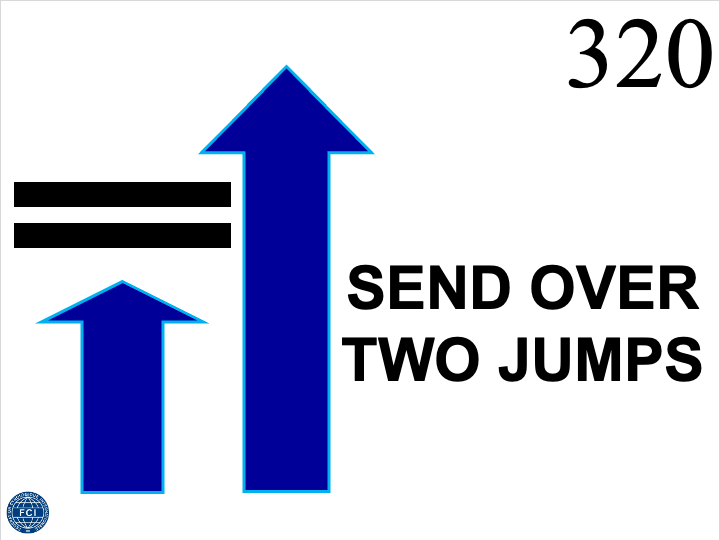 320
SEND OVER
TWO JUMPS
FCI